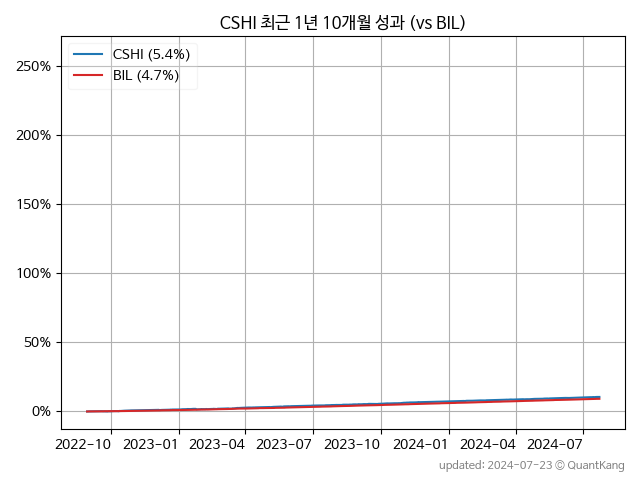 CSHI 최근 1년 10개월 성과 (vs BIL)
CSHI (5.4%)
BIL (4.7%)
250%
200%
150%
100%
50%
0%
2022-10 2023-01 2023-04 2023-07 2023-10 2024-01 2024-04 2024-07
updated: 2024-07-23 © QuantKang